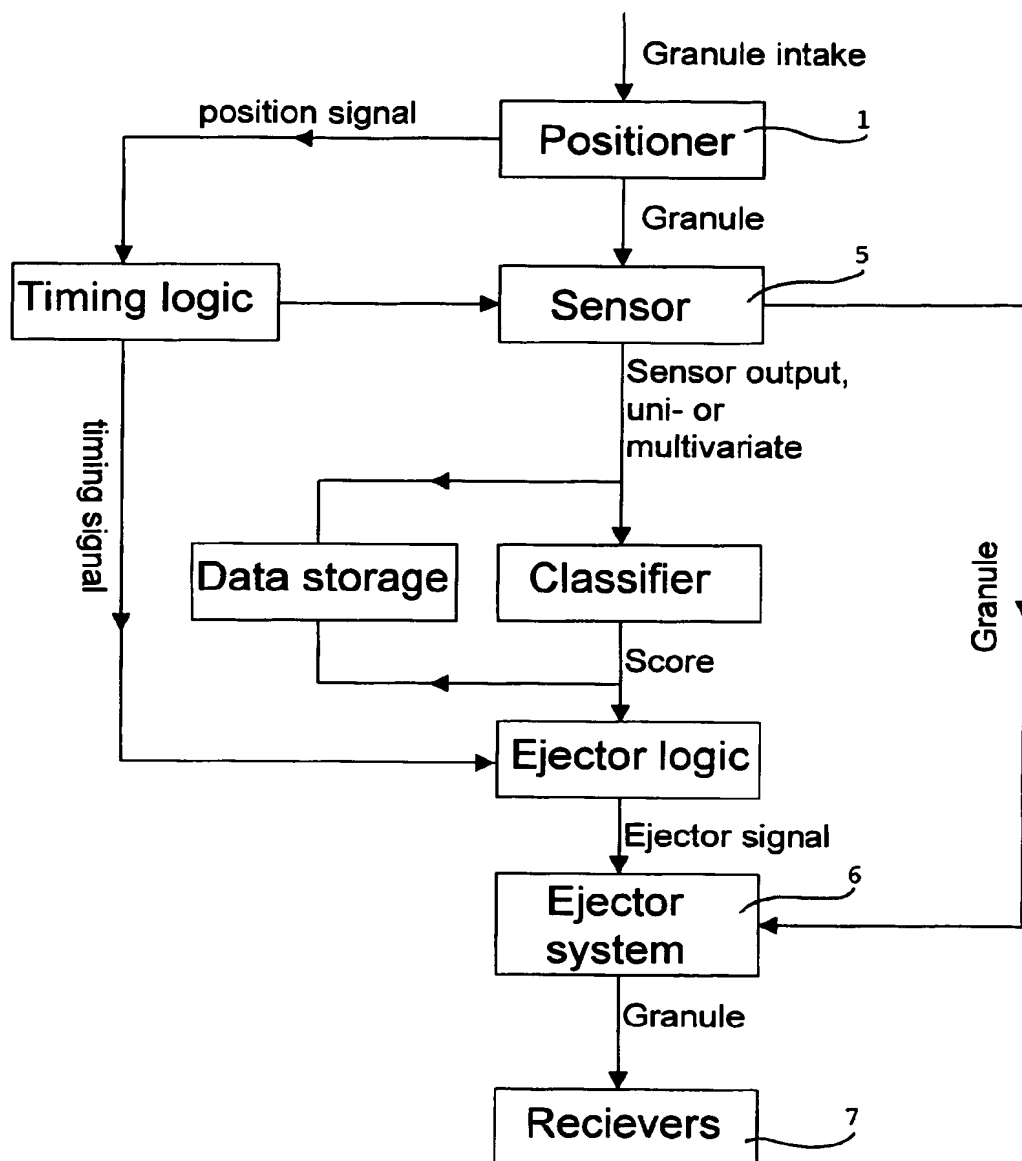 Granule intake
position signal
Positioner
1
Granule
Timing logic
Sensor
5
Sensor output,
uni- or
multivariate
timing signal
Data storage
Classifier
Granule
Score
Ejector logic
Ejector signal
Ejector
system
6
Granule
Recievers
7